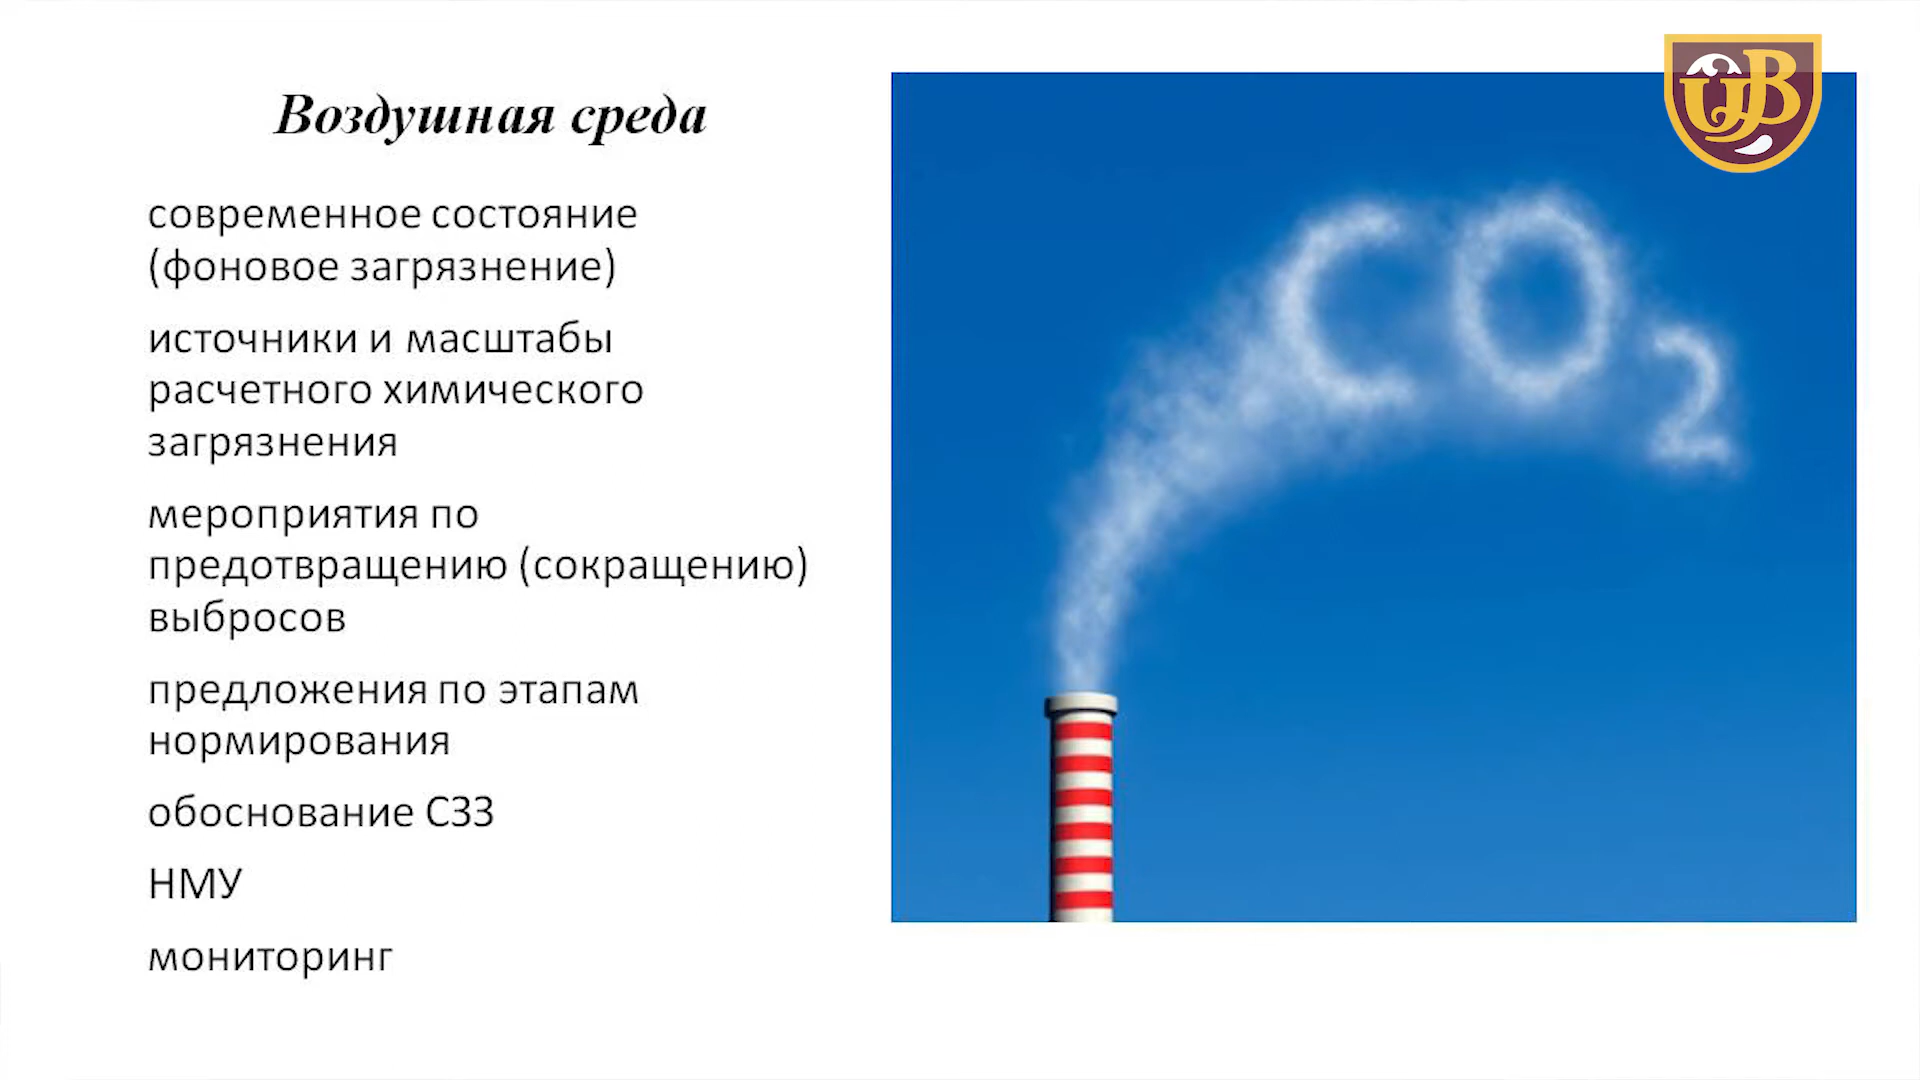 Воздушная среда
современное состояние
(фоновое загрязнение)
источники и масштабы
расчетного химического
загрязнения
мероприятия по
предотвращению (сокращению)
выбросов
предложения по этапам
нормирования
обоснование СЗЗ
НМУ
мониторинг
CO2